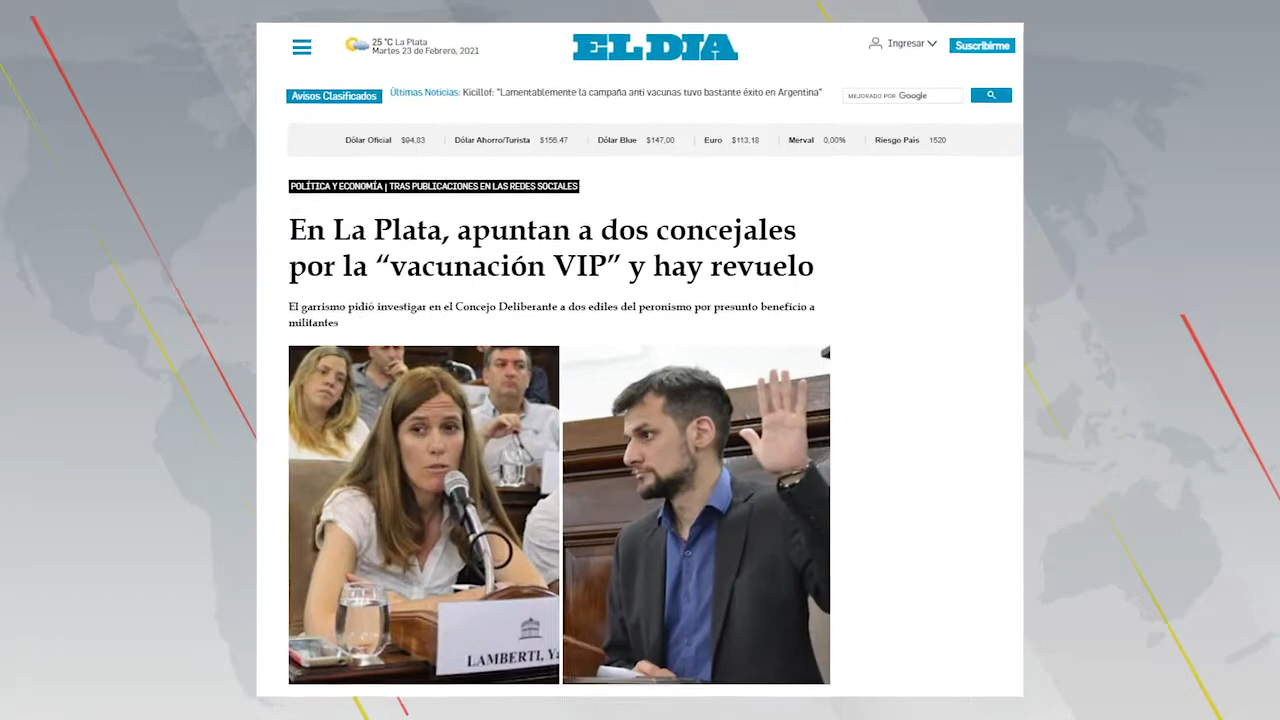 25 °C La Plata
Martes 23 de Febrero, 2021
EL DIA
Ingresar
Suscribirme
Avisos Clasificados
Últimas Noticias: Kicillof: "Lamentablemente la campaña anti vacunas tuvo bastante éxito en Argentina"
MEJORADO POR Google
Dólar Oficial $94,83 Dólar Ahorro/Turista $156,47 Dólar Blue $147,00 Euro $113,18 Merval 0,00% Riesgo País 1520
POLÍTICA Y ECONOMÍA | TRAS PUBLICACIONES EN LAS REDES SOCIALES
En La Plata, apuntan a dos concejales
por la “vacunación VIP” y hay revuelo
El garrismo pidió investigar en el Concejo Deliberante a dos ediles del peronismo por presunto beneficio a
militantes
LAMBERTI, Ya